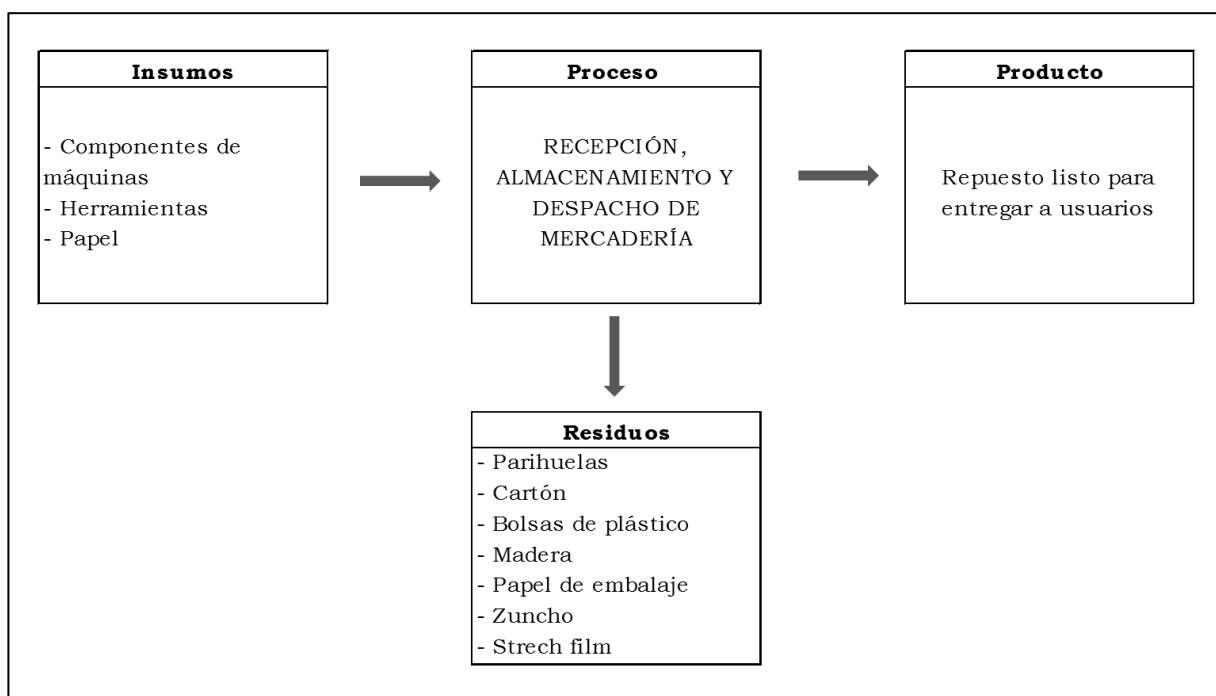 Insumos
- Componentes de
máquinas
- Herramientas
- Papel
Proceso
RECEPCIÓN,
ALMACENAMIENTO Y
DESPACHO DE
MERCADERÍA
Producto
Repuesto listo para
entregar a usuarios
Residuos
- Parihuelas
- Cartón
- Bolsas de plástico
- Madera
- Papel de embalaje
- Zuncho
- Strech film